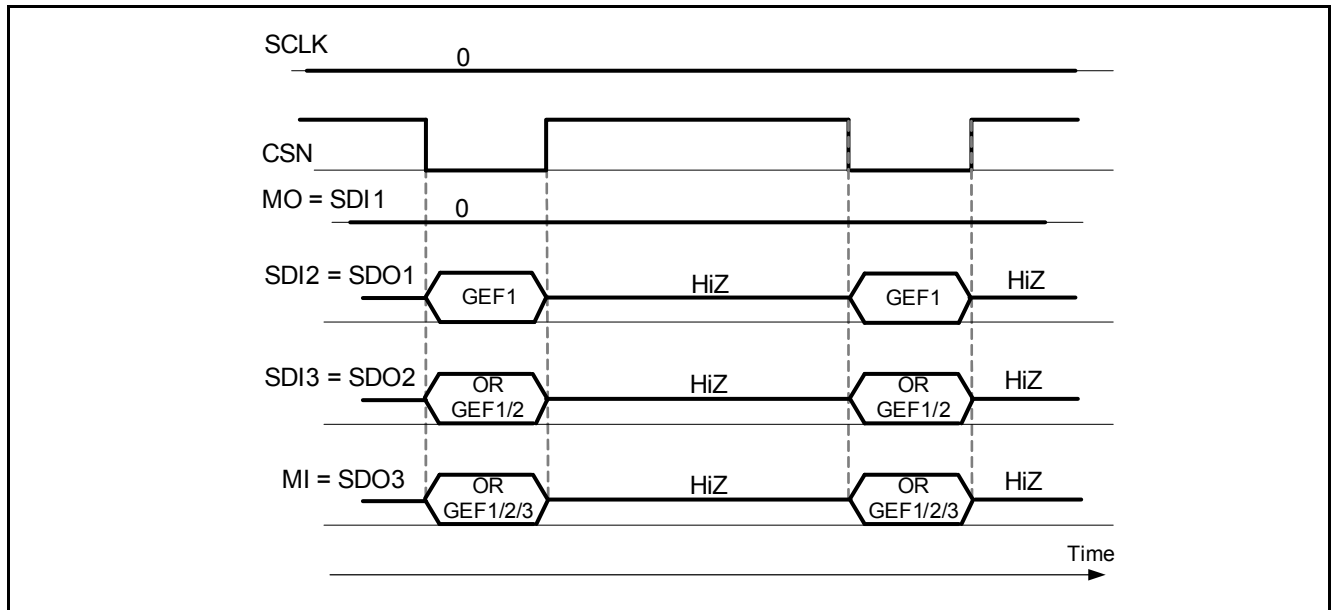 SCLK
0
CSN
MO = SDI1
0
SDI2 = SDO1
GEF1
HiZ
GEF1
HiZ
SDI3 = SDO2
OR
GEF1/2
HiZ
OR
GEF1/2
HiZ
MI = SDO3
OR
GEF1/2/3
HiZ
OR
GEF1/2/3
HiZ
Time